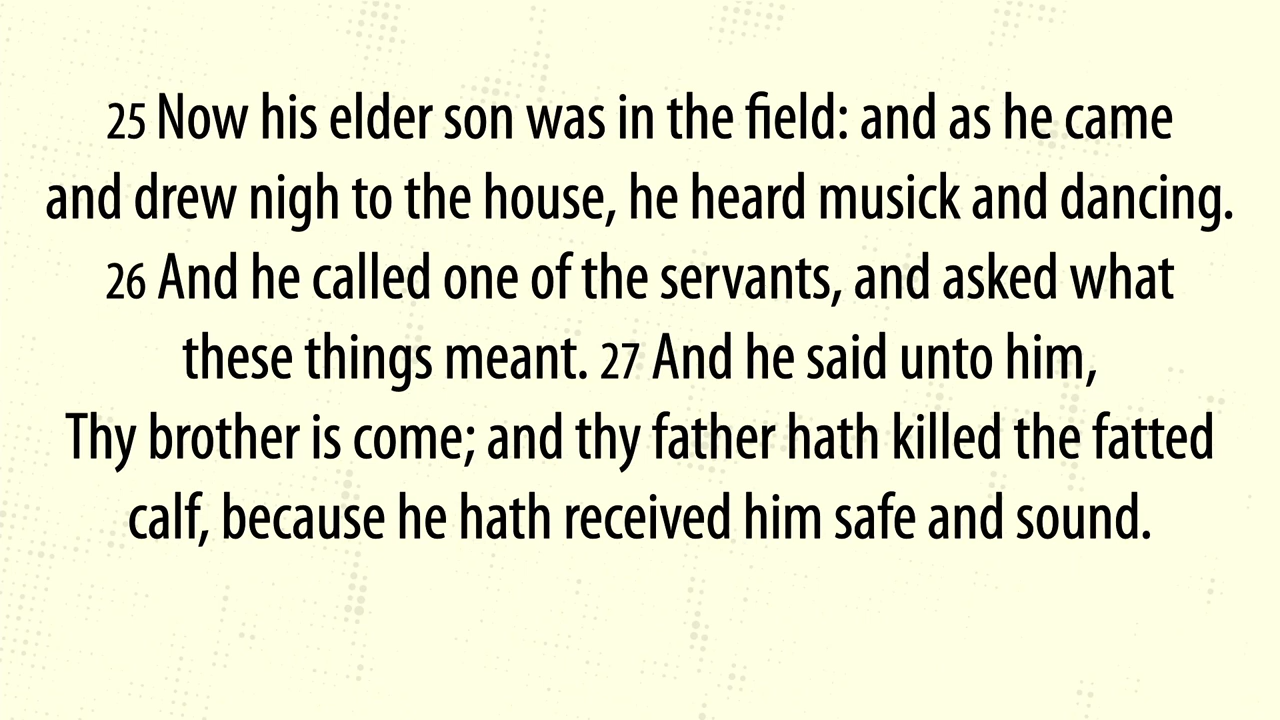 25 Now his elder son was in the field: and as he came
and drew nigh to the house, he heard musick and dancing.
26 And he called one of the servants, and asked what
these things meant. 27 And he said unto him,
Thy brother is come; and thy father hath killed the fatted
calf, because he hath received him safe and sound.